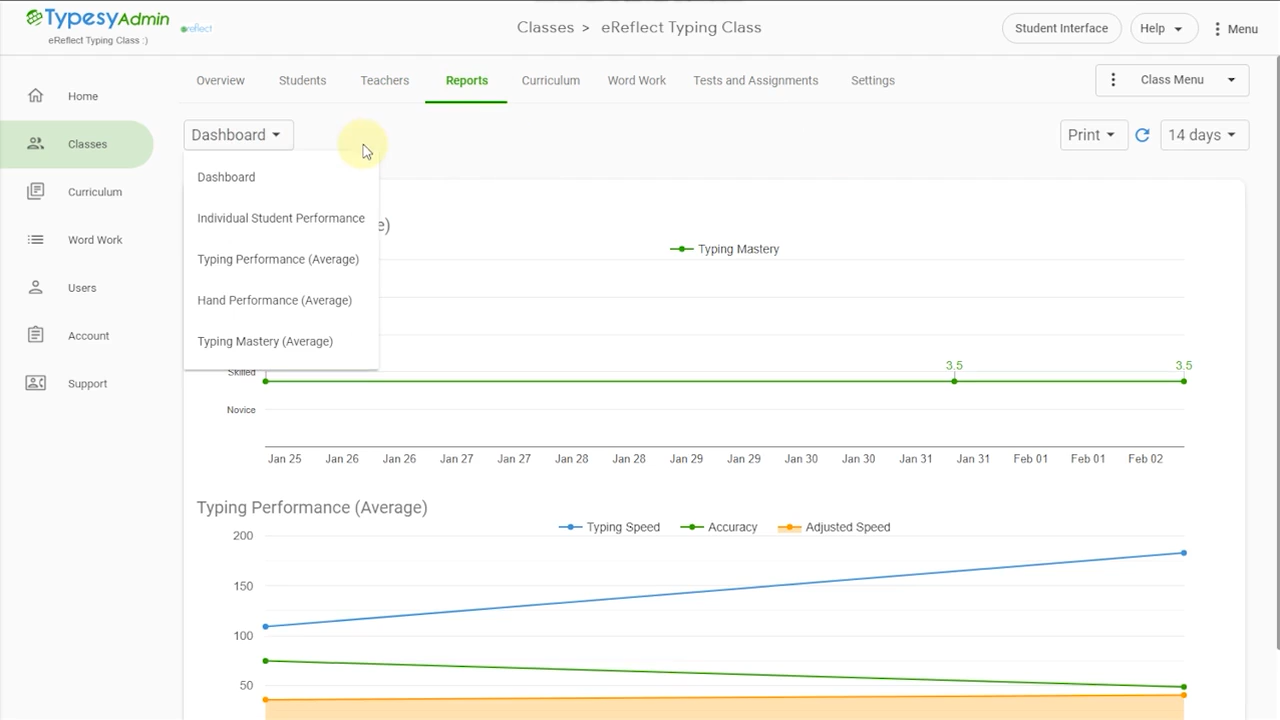 TypesyAdmin
eReflect Typing Class :)
ereflect
Classes > eReflect Typing Class
Student Interface
Help
Menu
Overview
Students
Teachers
Reports
Curriculum
Word Work
Tests and Assignments
Settings
Class Menu
Home
Classes
Curriculum
Word Work
Users
Account
Support
Dashboard
Print
14 days
Dashboard
Individual Student Performance
Typing Performance (Average)
Hand Performance (Average)
Typing Mastery (Average)
e)
Typing Mastery
3.5
3.5
Skilled
Novice
Jan 25 Jan 26 Jan 26 Jan 27 Jan 27 Jan 28 Jan 28 Jan 29 Jan 29 Jan 30 Jan 30 Jan 31 Jan 31 Feb 01 Feb 01 Feb 02
Typing Performance (Average)
Typing Speed Accuracy Adjusted Speed
200
150
100
50